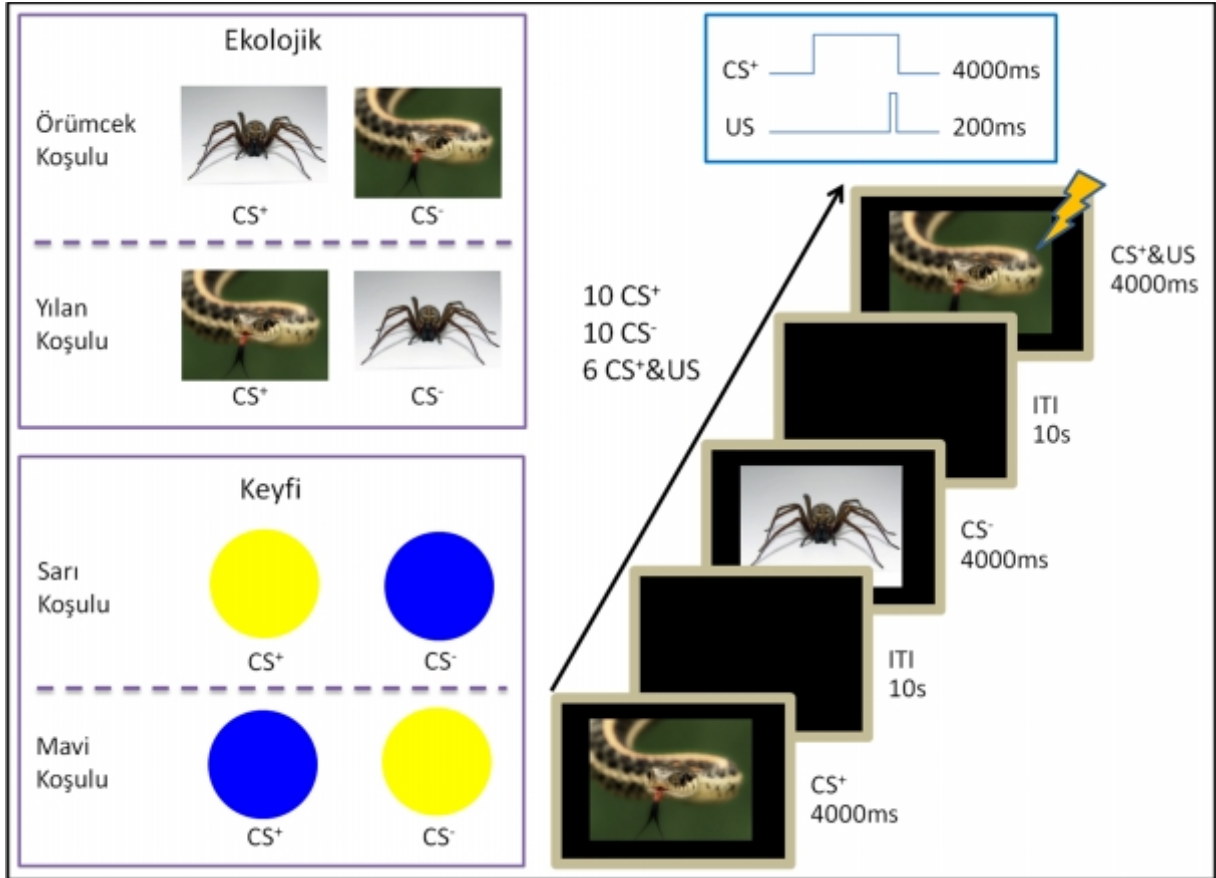 Ekolojik
Örümcek
Koşulu
CS⁺
CS⁻
Yılan
Koşulu
CS⁺
CS⁻
Keyfi
Sarı
Koşulu
CS⁺
CS⁻
Mavi
Koşulu
CS⁺
CS⁻
CS⁺
4000ms
US
200ms
10 CS⁺
10 CS⁻
6 CS⁺&US
CS⁺&US
4000ms
ITI
10s
CS⁻
4000ms
ITI
10s
CS⁺
4000ms